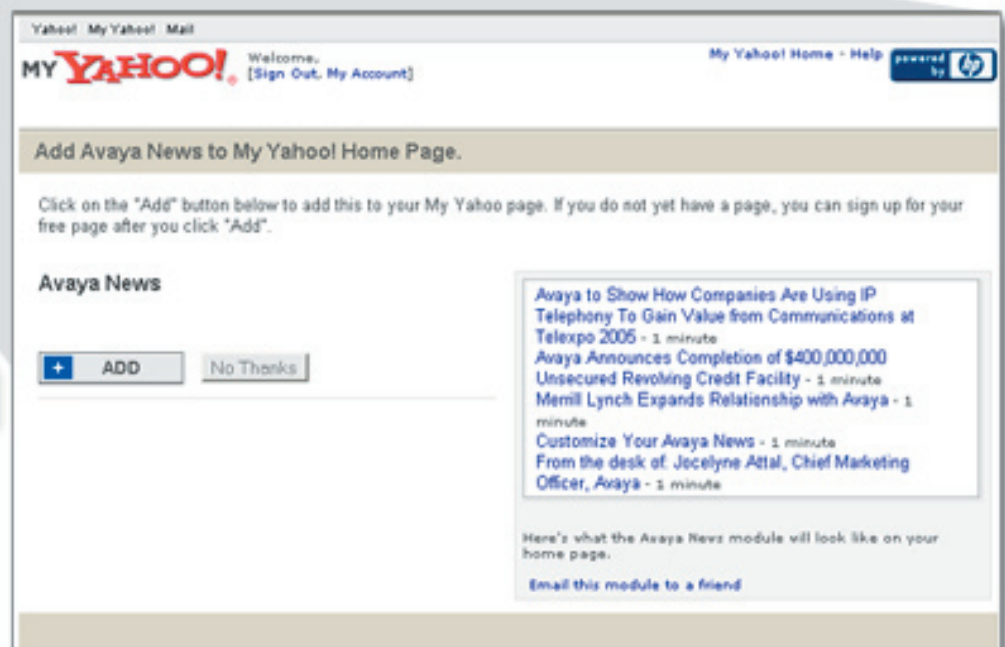 Yahoo! My Yahoo! Mail
MY YAHOO!
Welcome.
[Sign Out, My Account]
My Yahoo! Home - Help
powered by hp
Add Avaya News to My Yahoo! Home Page.
Click on the "Add" button below to add this to your My Yahoo page. If you do not yet have a page, you can sign up for your
free page after you click "Add".
Avaya News
+ ADD
No Thanks
Avaya to Show How Companies Are Using IP
Telephony To Gain Value from Communications at
Telexpo 2005 - 1 minute
Avaya Announces Completion of $400,000,000
Unsecured Revolving Credit Facility - 1 minute
Merrill Lynch Expands Relationship with Avaya - 1
minute
Customize Your Avaya News - 1 minute
From the desk of: Jocelyne Attal, Chief Marketing
Officer, Avaya - 1 minute
Here's what the Avaya News module will look like on your
home page.
Email this module to a friend